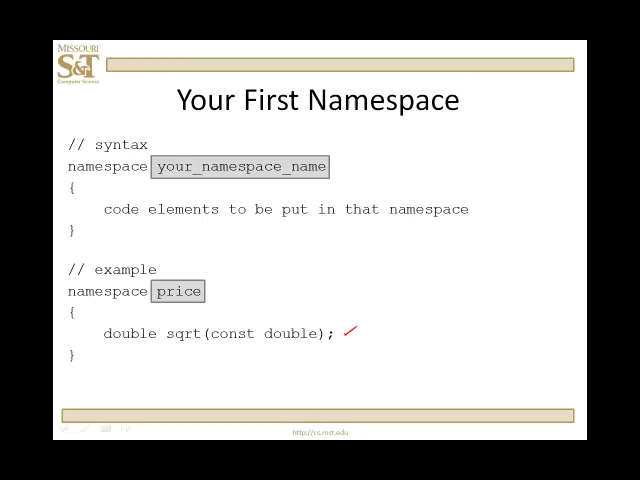 MISSOURI
S&T
Computer Science
Your First Namespace
// syntax
namespace your_namespace_name
{
code elements to be put in that namespace
}
// example
namespace price
{
double sqrt(const double);
}
http://cs.mst.edu